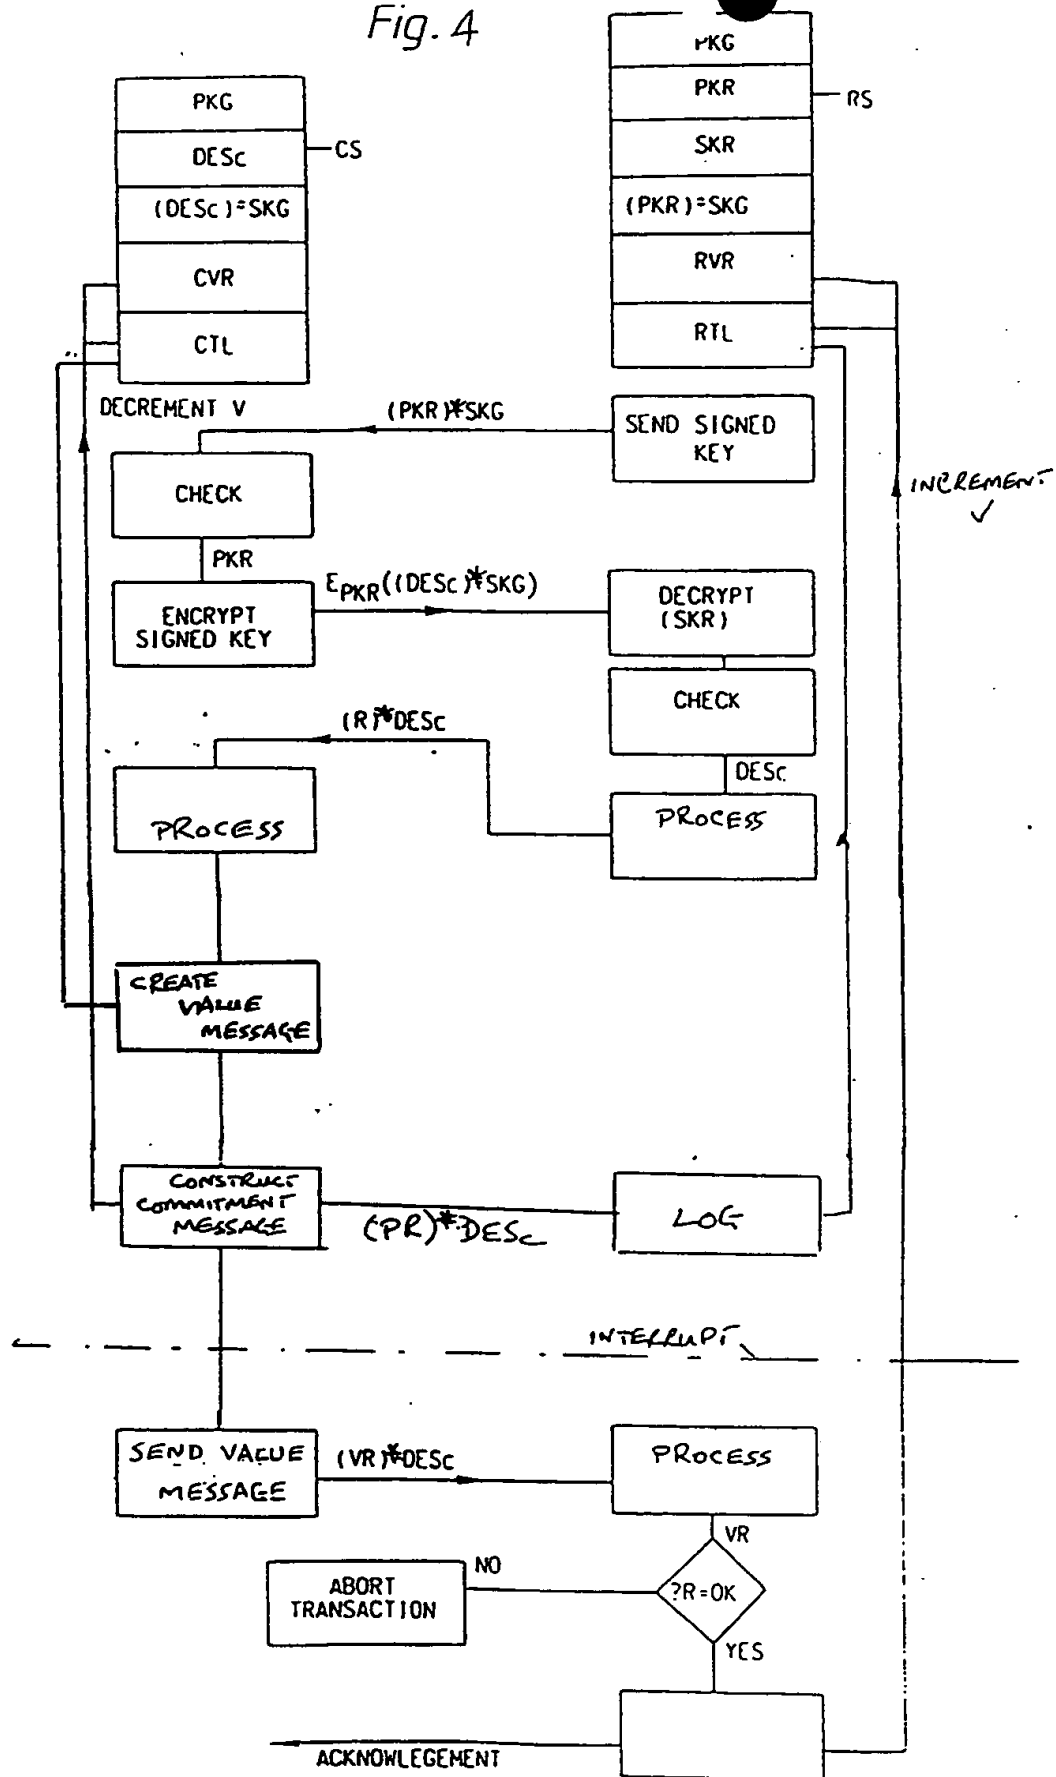 Fig. 4
PKG
DESc
(DESc)=SKG
CVR
CTL
CS
PKG
PKR
SKR
(PKR)=SKG
RVR
RTL
RS
DECREMENT V
(PKR)*SKG
SEND SIGNED
KEY
CHECK
INCREMENT
V
PKR
EPKR((DESc)*SKG)
ENCRYPT
SIGNED KEY
DECRYPT
(SKR)
CHECK
(R)*DESc
DESc
PROCESS
PROCESS
CREATE
VALUE
MESSAGE
CONSTRUCT
COMMITMENT
MESSAGE
(PR)*DESc
LOG
INTERRUPT
SEND VALUE
MESSAGE
(VR)*DESc
PROCESS
VR
NO
ABORT
TRANSACTION
?R=OK
YES
ACKNOWLEGEMENT